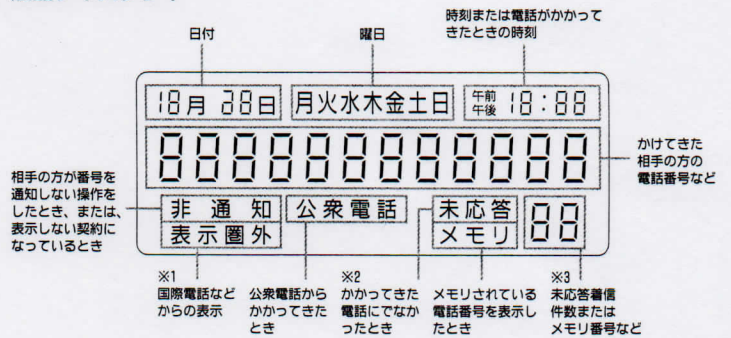 時刻または電話がかかって
きたときの時刻
日付
曜日
18月 38日
月火水木金土日
午前
午後
18:88
888888888888
かけてきた
相手の方の
電話番号など
相手の方が番号を
通知しない操作を
したとき、または、
表示しない契約に
なっているとき
非通知
公衆電話
未応答
88
表示圏外
メモリ
※1
国際電話など
からの表示
公衆電話から
かかってきた
とき
※2
かかってきた
電話にでなか
ったとき
メモリされている
電話番号を表示し
たとき
※3
未応答着信
件数または
メモリ番号など